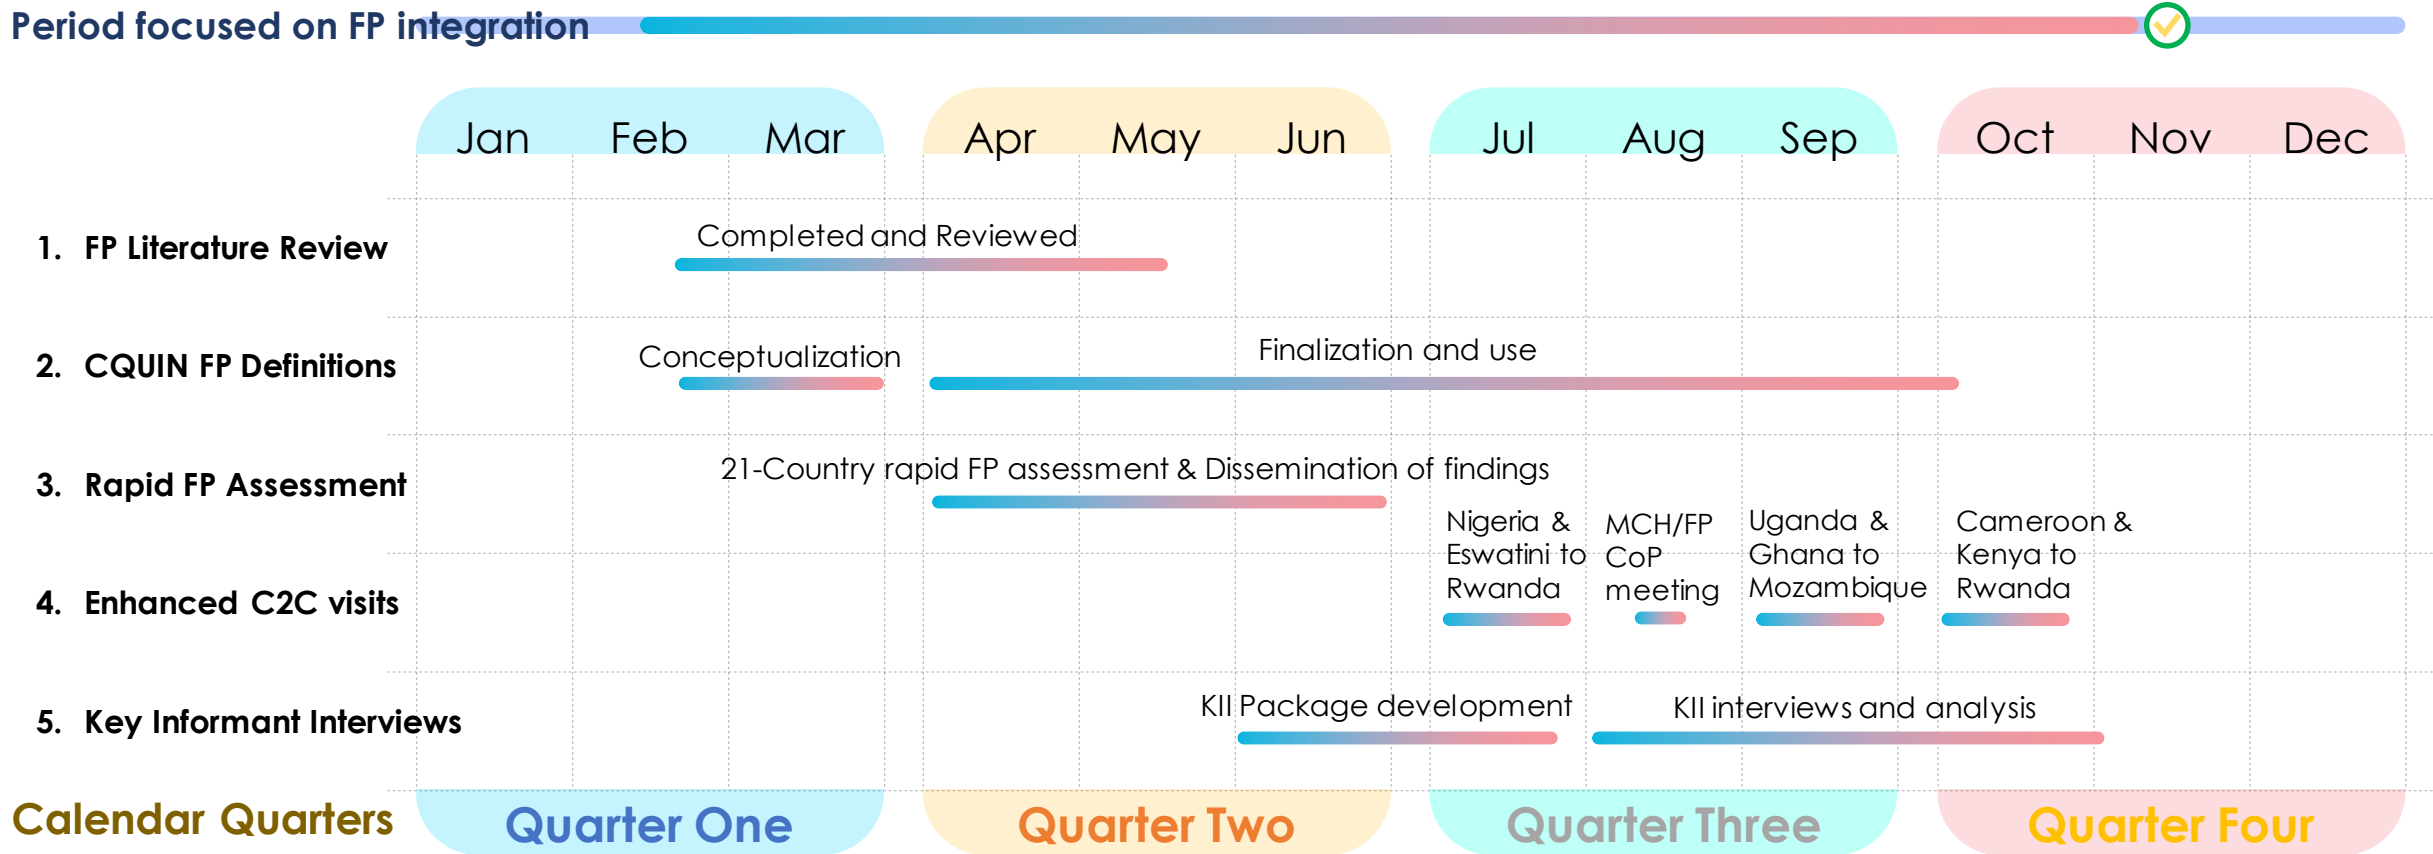 Period focused on FP integration
Jan Feb Mar Apr May Jun Jul Aug Sep Oct Nov Dec
1. FP Literature Review
Completed and Reviewed
2. CQUIN FP Definitions
Conceptualization
Finalization and use
3. Rapid FP Assessment
21-Country rapid FP assessment & Dissemination of findings
4. Enhanced C2C visits
Nigeria &
Eswatini to
Rwanda
MCH/FP
CoP
meeting
Uganda &
Ghana to
Mozambique
Cameroon &
Kenya to
Rwanda
5. Key Informant Interviews
KII Package development
KII interviews and analysis
Calendar Quarters
Quarter One
Quarter Two
Quarter Three
Quarter Four